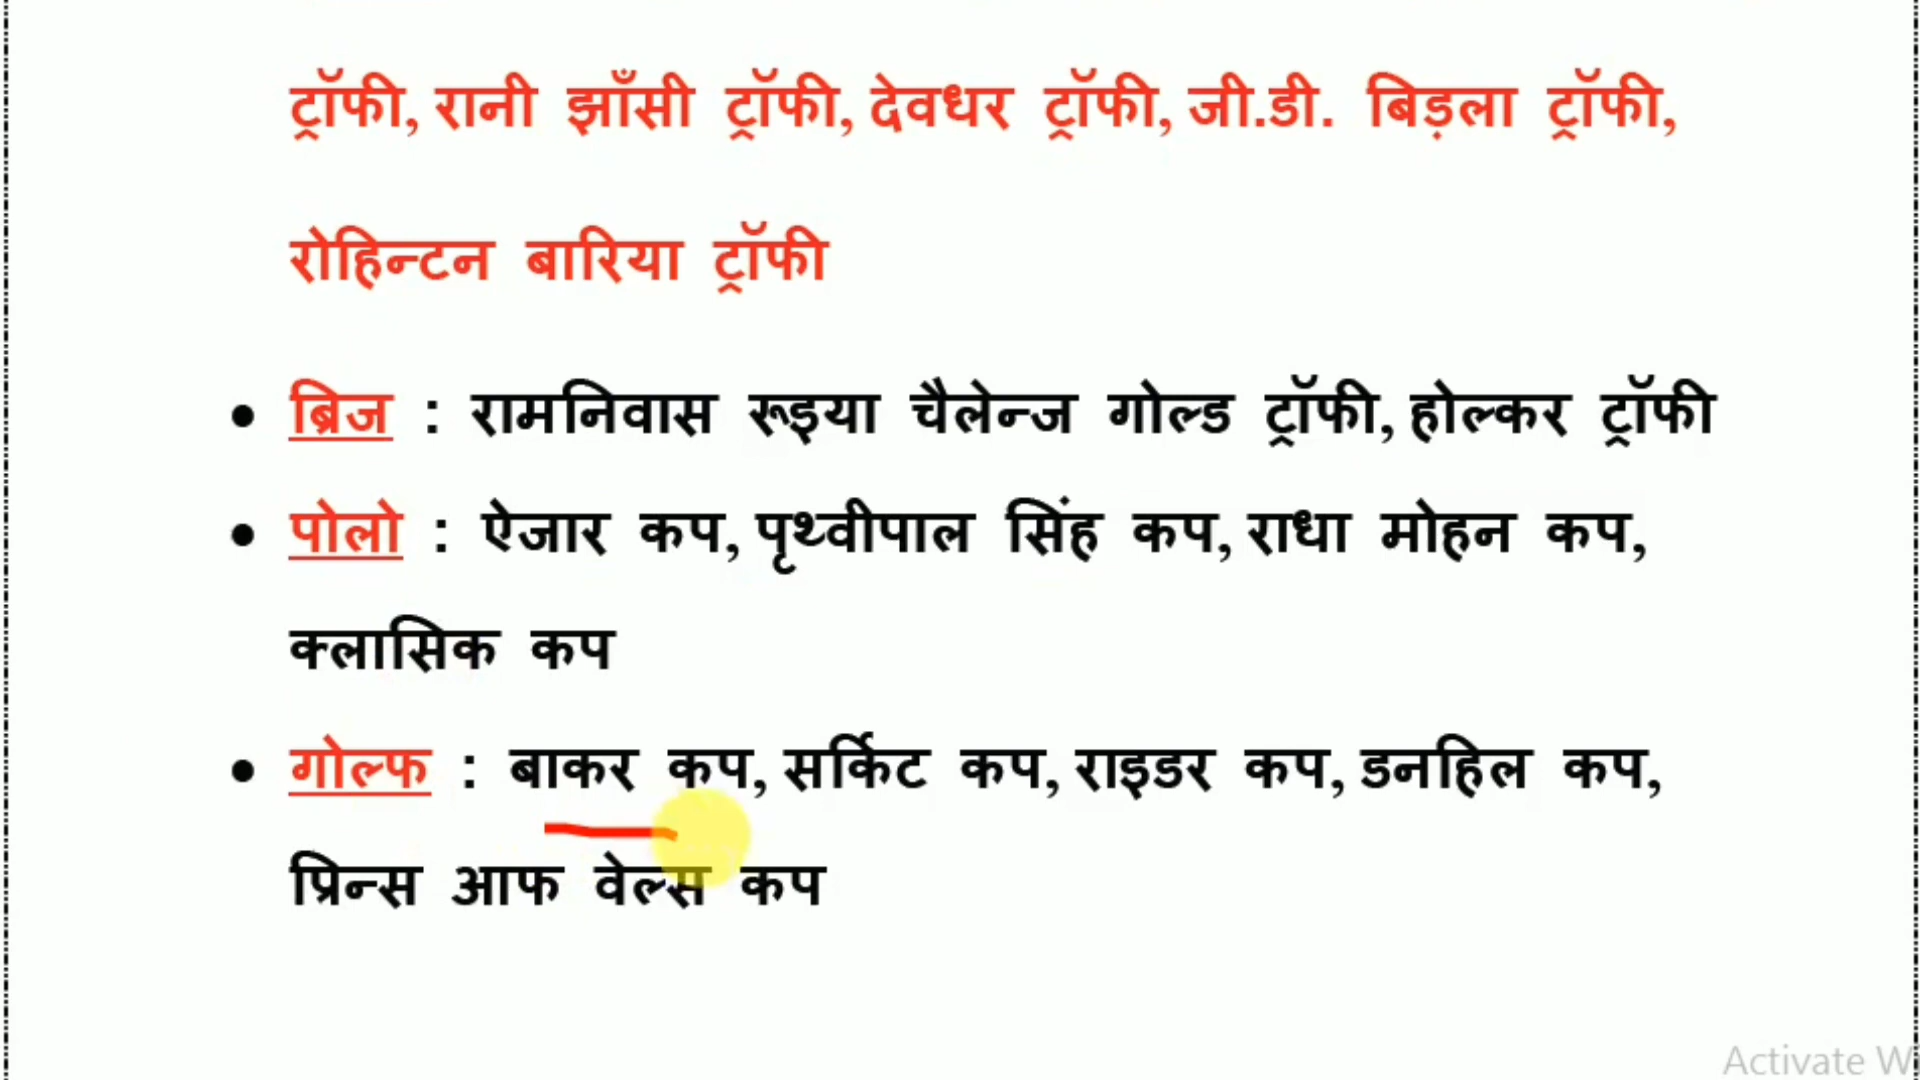 ट्रॉफी, रानी झाँसी ट्रॉफी, देवधर ट्रॉफी, जी.डी. बिड़ला ट्रॉफी,
रोहिन्टन बारिया ट्रॉफी
• ब्रिज : रामनिवास रूइया चैलेन्ज गोल्ड ट्रॉफी, होल्कर ट्रॉफी
• पोलो : ऐजार कप, पृथ्वीपाल सिंह कप, राधा मोहन कप,
क्लासिक कप
• गोल्फ : बाकर कप, सर्किट कप, राइडर कप, डनहिल कप,
प्रिन्स आफ वेल्स कप
Activate W